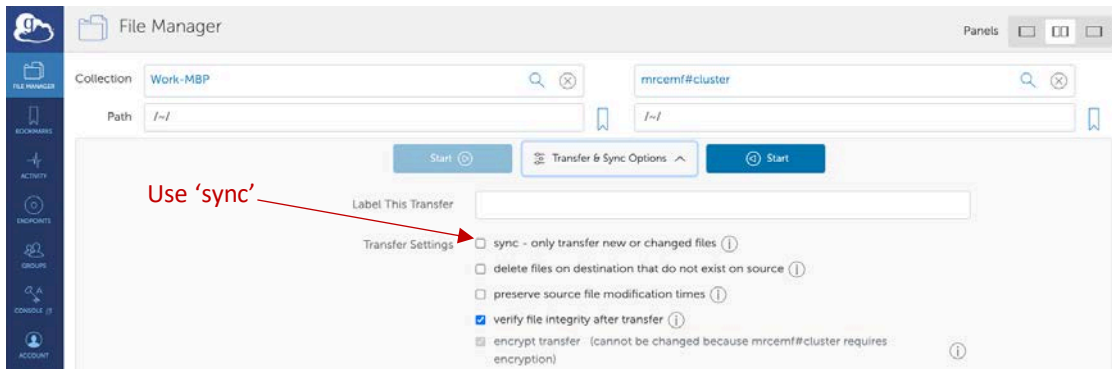 File Manager
Panels
FILE MANAGER
BOOKMARKS
ACTIVITY
ENDPOINTS
GROUPS
CONSOLE
ACCOUNT
Collection
Work-MBP
mrcemf#cluster
Path
/~/
/~/
Start
Transfer & Sync Options
Start
Use ‘sync’
Label This Transfer
Transfer Settings
sync - only transfer new or changed files
delete files on destination that do not exist on source
preserve source file modification times
verify file integrity after transfer
encrypt transfer (cannot be changed because mrcemf#cluster requires
encryption)